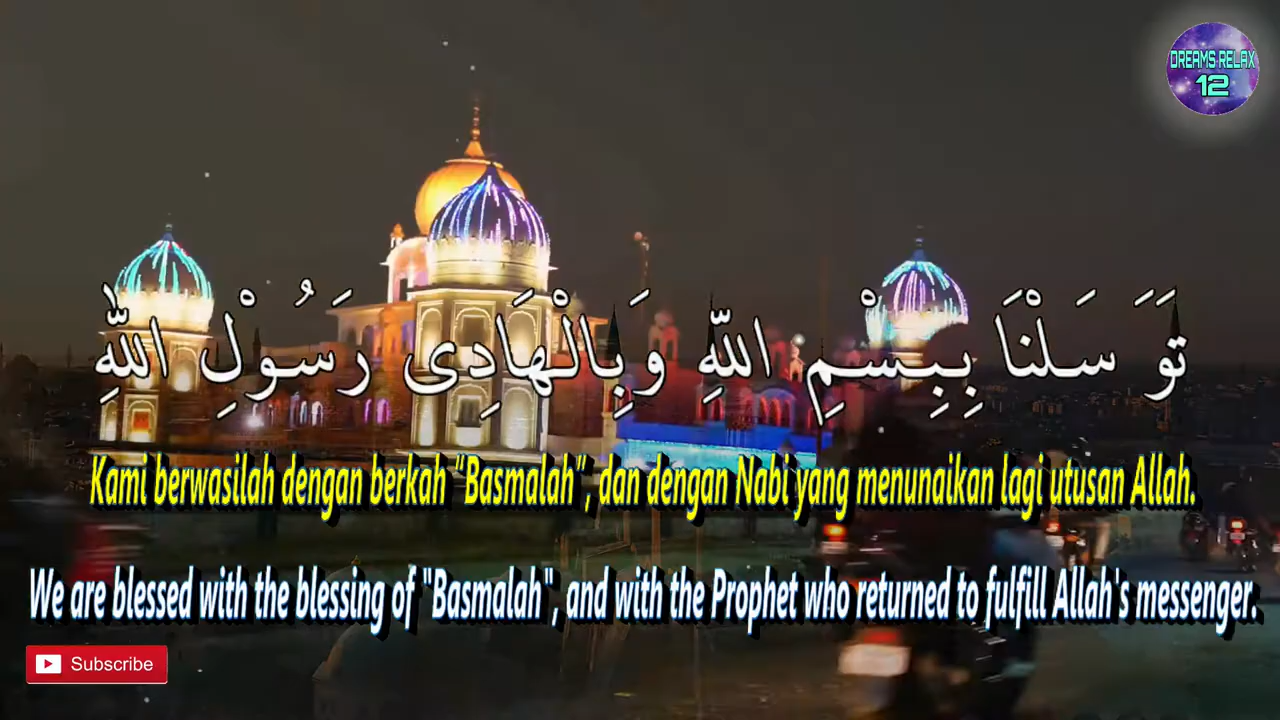 DREAMS RELAX
12
تَوَ سَلْنَا بِبِسْمِ اللّٰهِ وَبِالْهَادِى رَسُوْلِ اللّٰهِ
Kami berwasilah dengan berkah “Basmalah”, dan dengan Nabi yang menunaikan lagi utusan Allah.
We are blessed with the blessing of "Basmalah", and with the Prophet who returned to fulfill Allah's messenger.
Subscribe